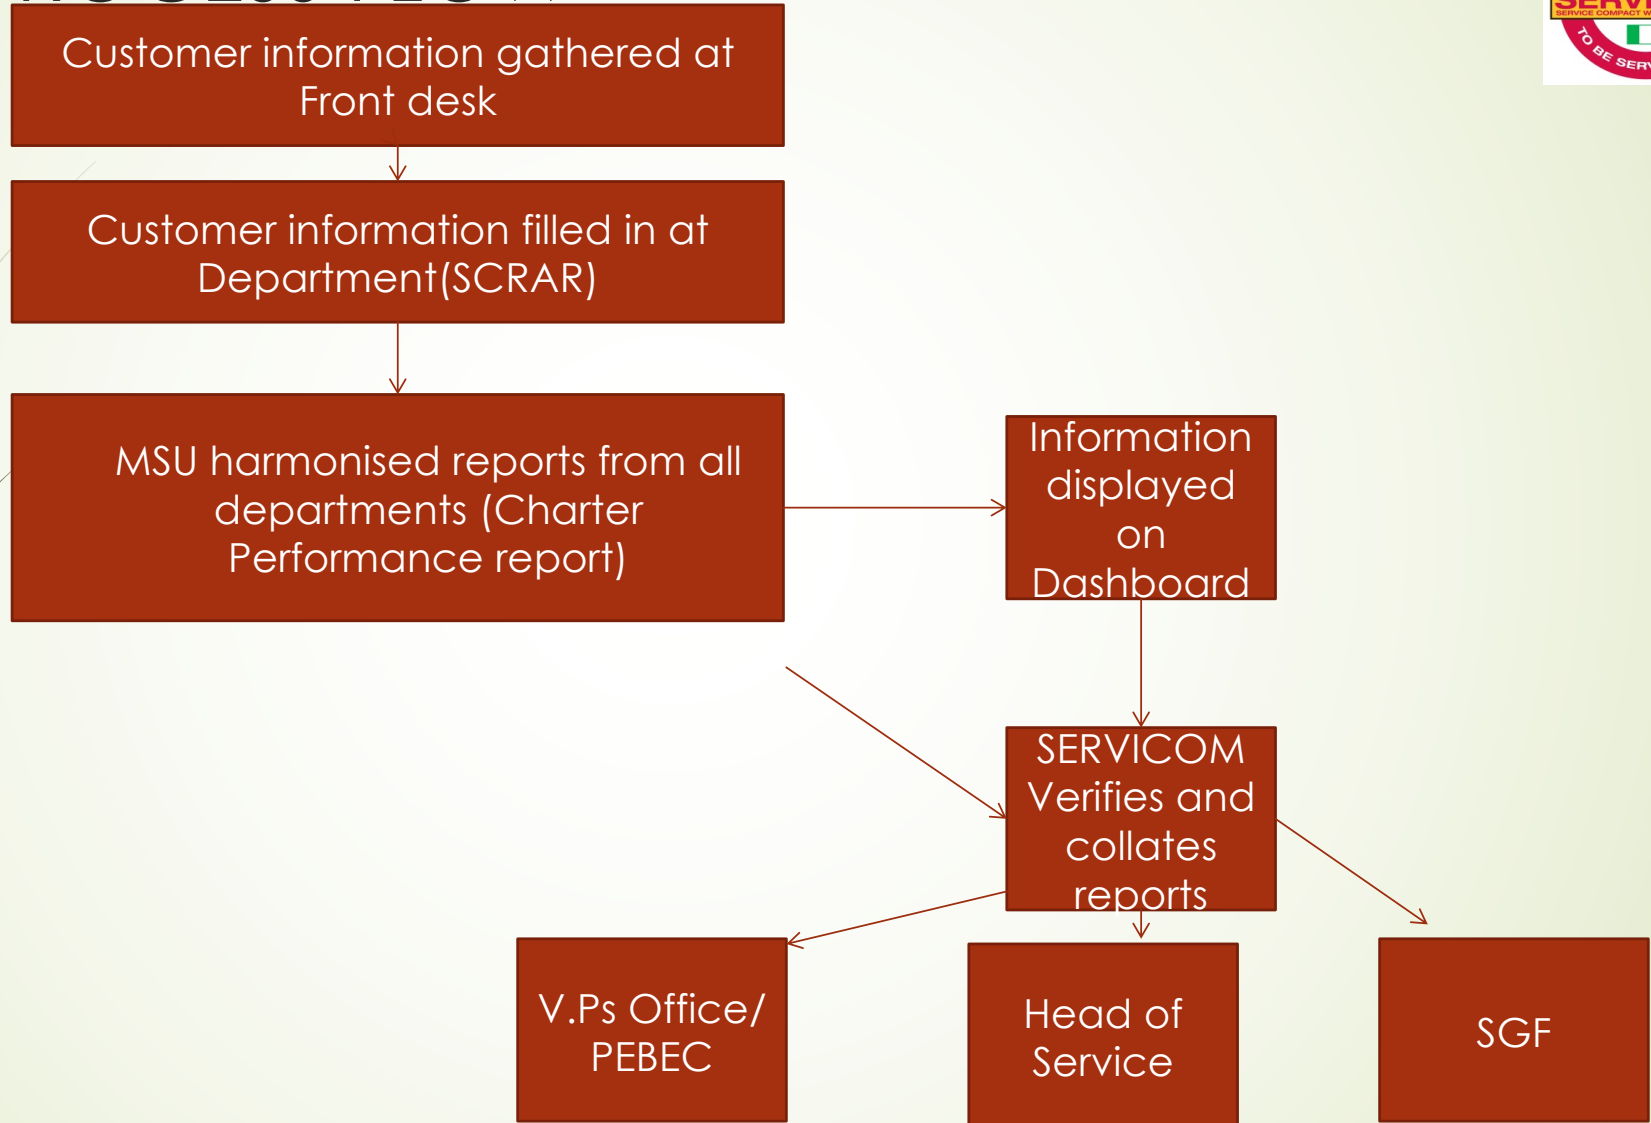 Customer information gathered at
Front desk
Customer information filled in at
Department(SCRAR)
MSU harmonised reports from all
departments (Charter
Performance report)
Information
displayed
on
Dashboard
SERVICOM
Verifies and
collates
reports
V.Ps Office/
PEBEC
Head of
Service
SGF